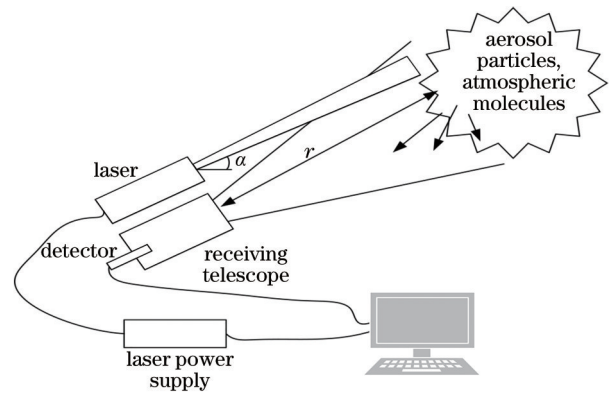 aerosol
particles,
atmospheric
molecules
laser
α
r
detector
receiving
telescope
laser power
supply